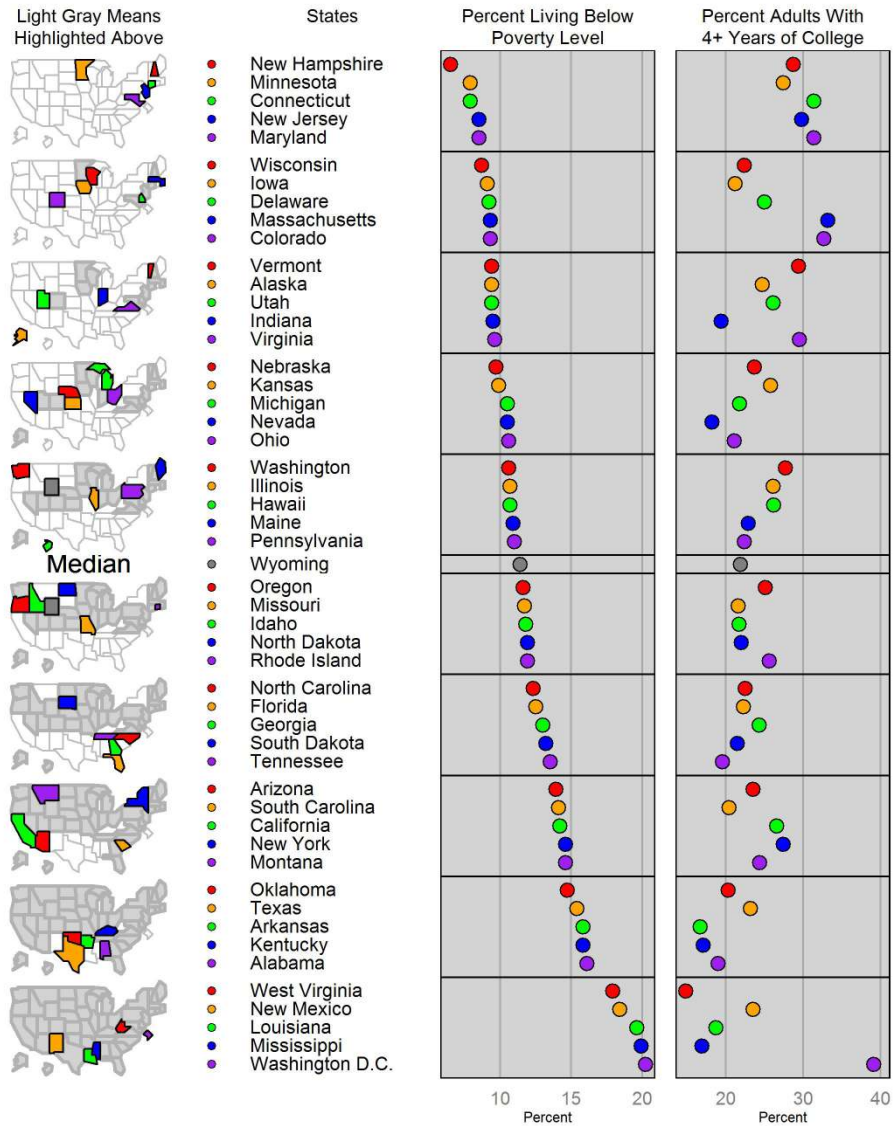 Light Gray Means
Highlighted Above
States
Percent Living Below
Poverty Level
Percent Adults With
4+ Years of College
New Hampshire
Minnesota
Connecticut
New Jersey
Maryland
Wisconsin
Iowa
Delaware
Massachusetts
Colorado
Vermont
Alaska
Utah
Indiana
Virginia
Nebraska
Kansas
Michigan
Nevada
Ohio
Washington
Illinois
Hawaii
Maine
Pennsylvania
Median
Wyoming
Oregon
Missouri
Idaho
North Dakota
Rhode Island
North Carolina
Florida
Georgia
South Dakota
Tennessee
Arizona
South Carolina
California
New York
Montana
Oklahoma
Texas
Arkansas
Kentucky
Alabama
West Virginia
New Mexico
Louisiana
Mississippi
Washington D.C.
10 15 20
Percent
20 30 40
Percent